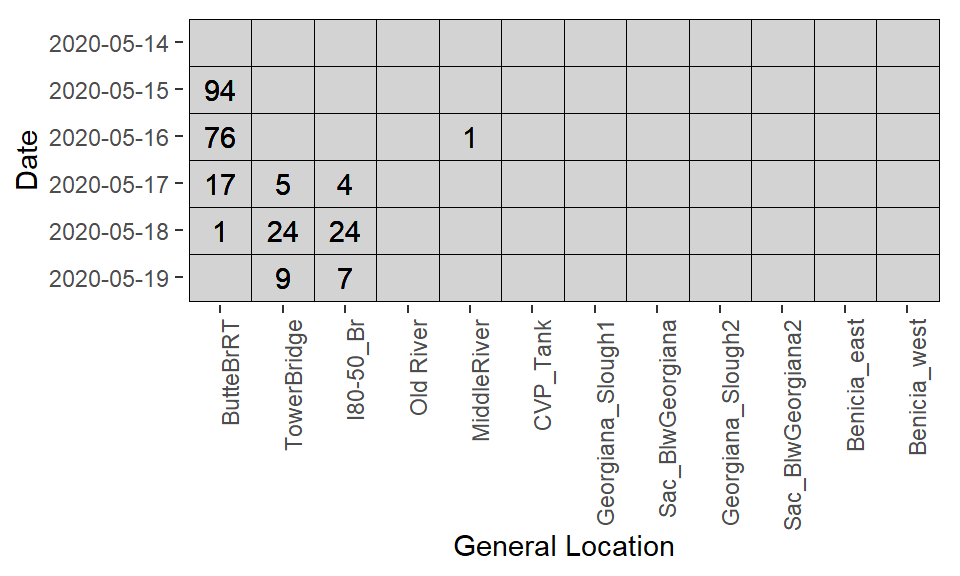 2020-05-14
2020-05-15 94
2020-05-16 76 1
2020-05-17 17 5 4
2020-05-18 1 24 24
2020-05-19 9 7
Date
ButteBrRT
TowerBridge
I80-50_Br
Old River
MiddleRiver
CVP_Tank
Georgiana_Slough1
Sac_BlwGeorgiana
Georgiana_Slough2
Sac_BlwGeorgiana2
Benicia_east
Benicia_west
General Location